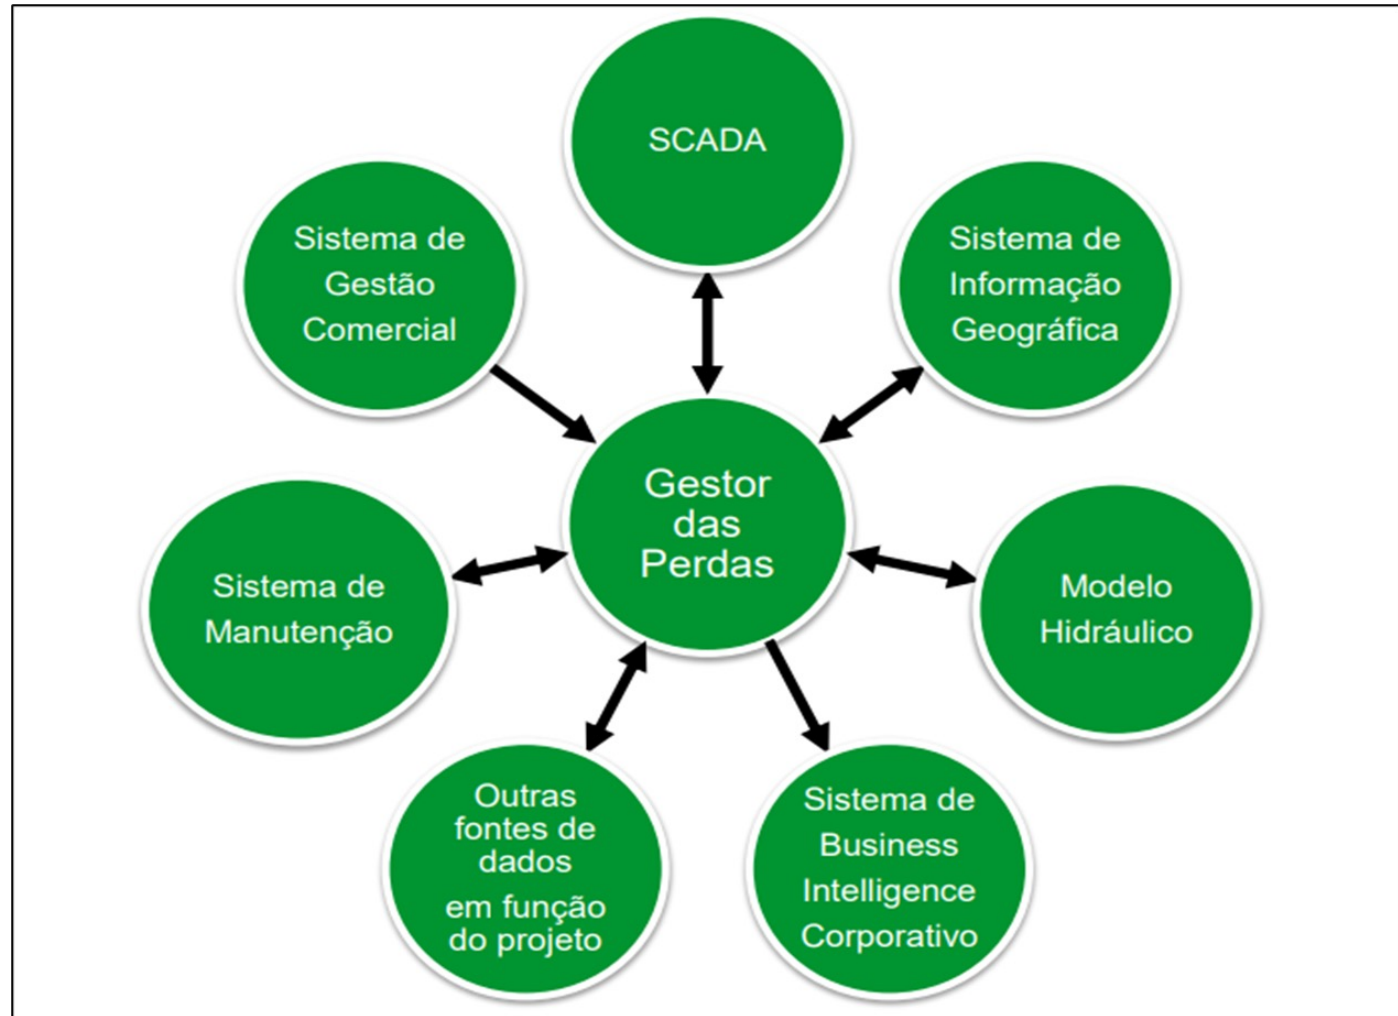 SCADA
Sistema de
Gestão
Comercial
Sistema de
Informação
Geográfica
Gestor
das
Perdas
Sistema de
Manutenção
Modelo
Hidráulico
Outras
fontes de
dados
em função
do projeto
Sistema de
Business
Intelligence
Corporativo